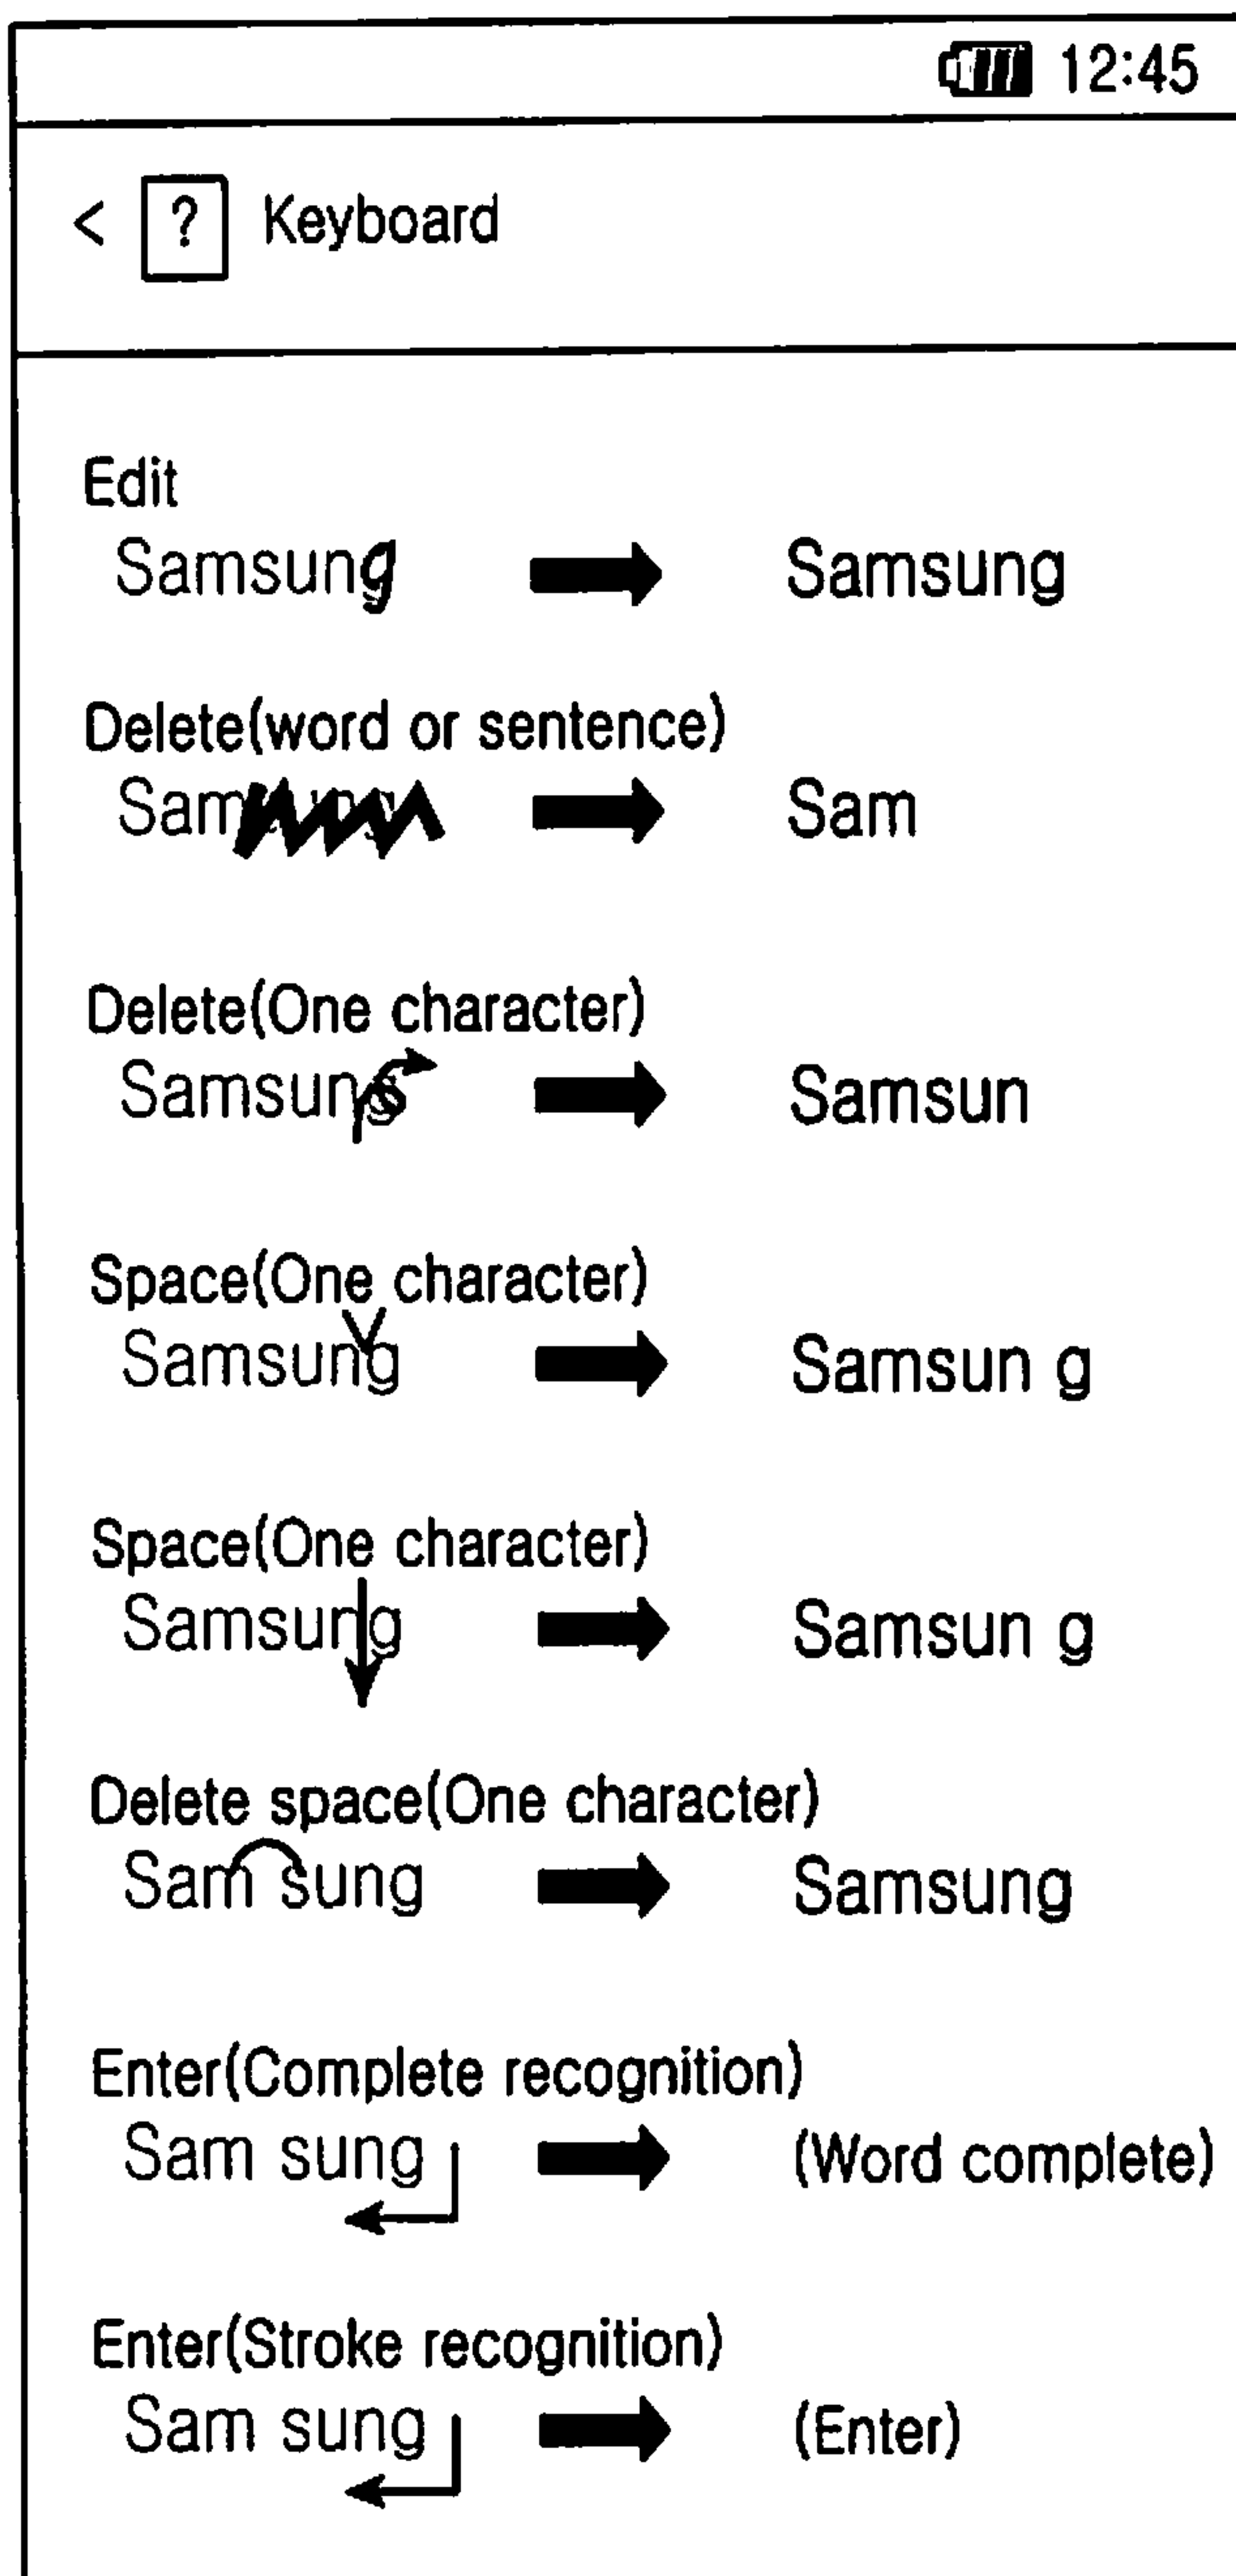 12:45
< ? Keyboard
Edit
Samsung Samsung
Delete(word or sentence)
Samsung Sam
Delete(One character)
Samsung Samsun
Space(One character)
Samsung Samsun g
Space(One character)
Samsung Samsun g
Delete space(One character)
Sam sung Samsung
Enter(Complete recognition)
Sam sung (Word complete)
Enter(Stroke recognition)
Sam sung (Enter)